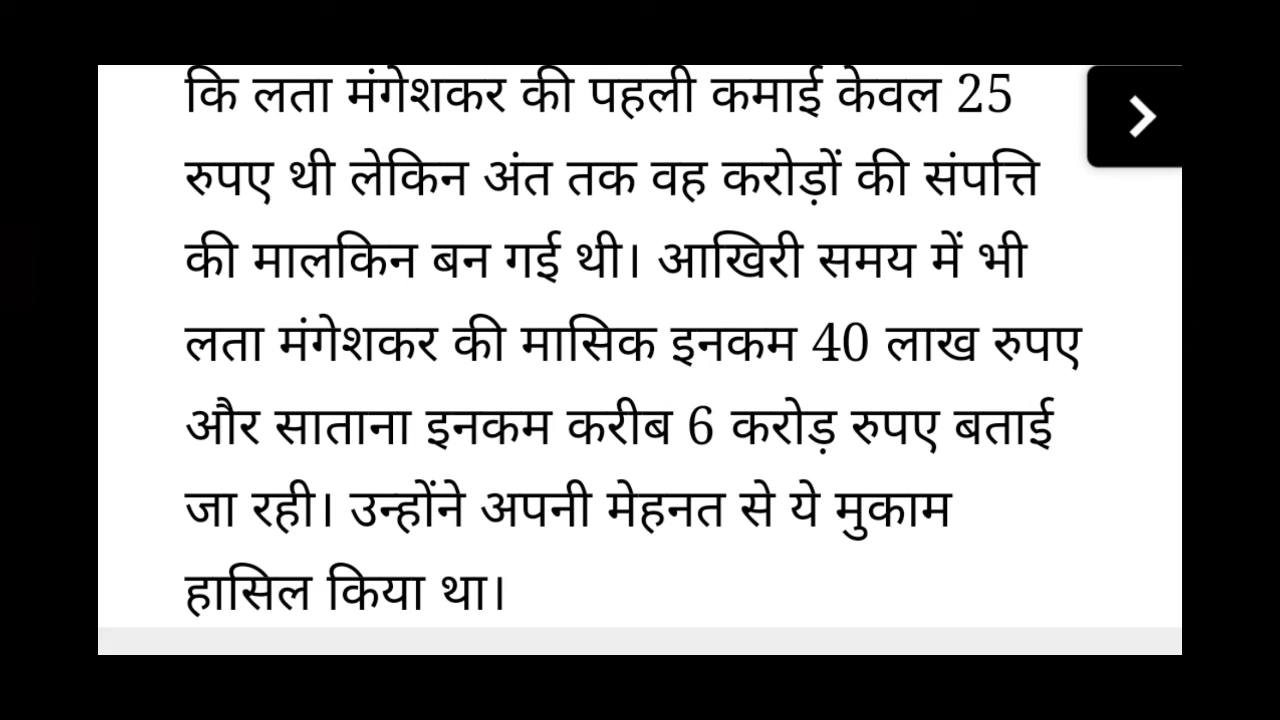 कि लता मंगेशकर की पहली कमाई केवल 25
रुपए थी लेकिन अंत तक वह करोड़ों की संपत्ति
की मालकिन बन गई थी। आखिरी समय में भी
लता मंगेशकर की मासिक इनकम 40 लाख रुपए
और साताना इनकम करीब 6 करोड़ रुपए बताई
जा रही। उन्होंने अपनी मेहनत से ये मुकाम
हासिल किया था।